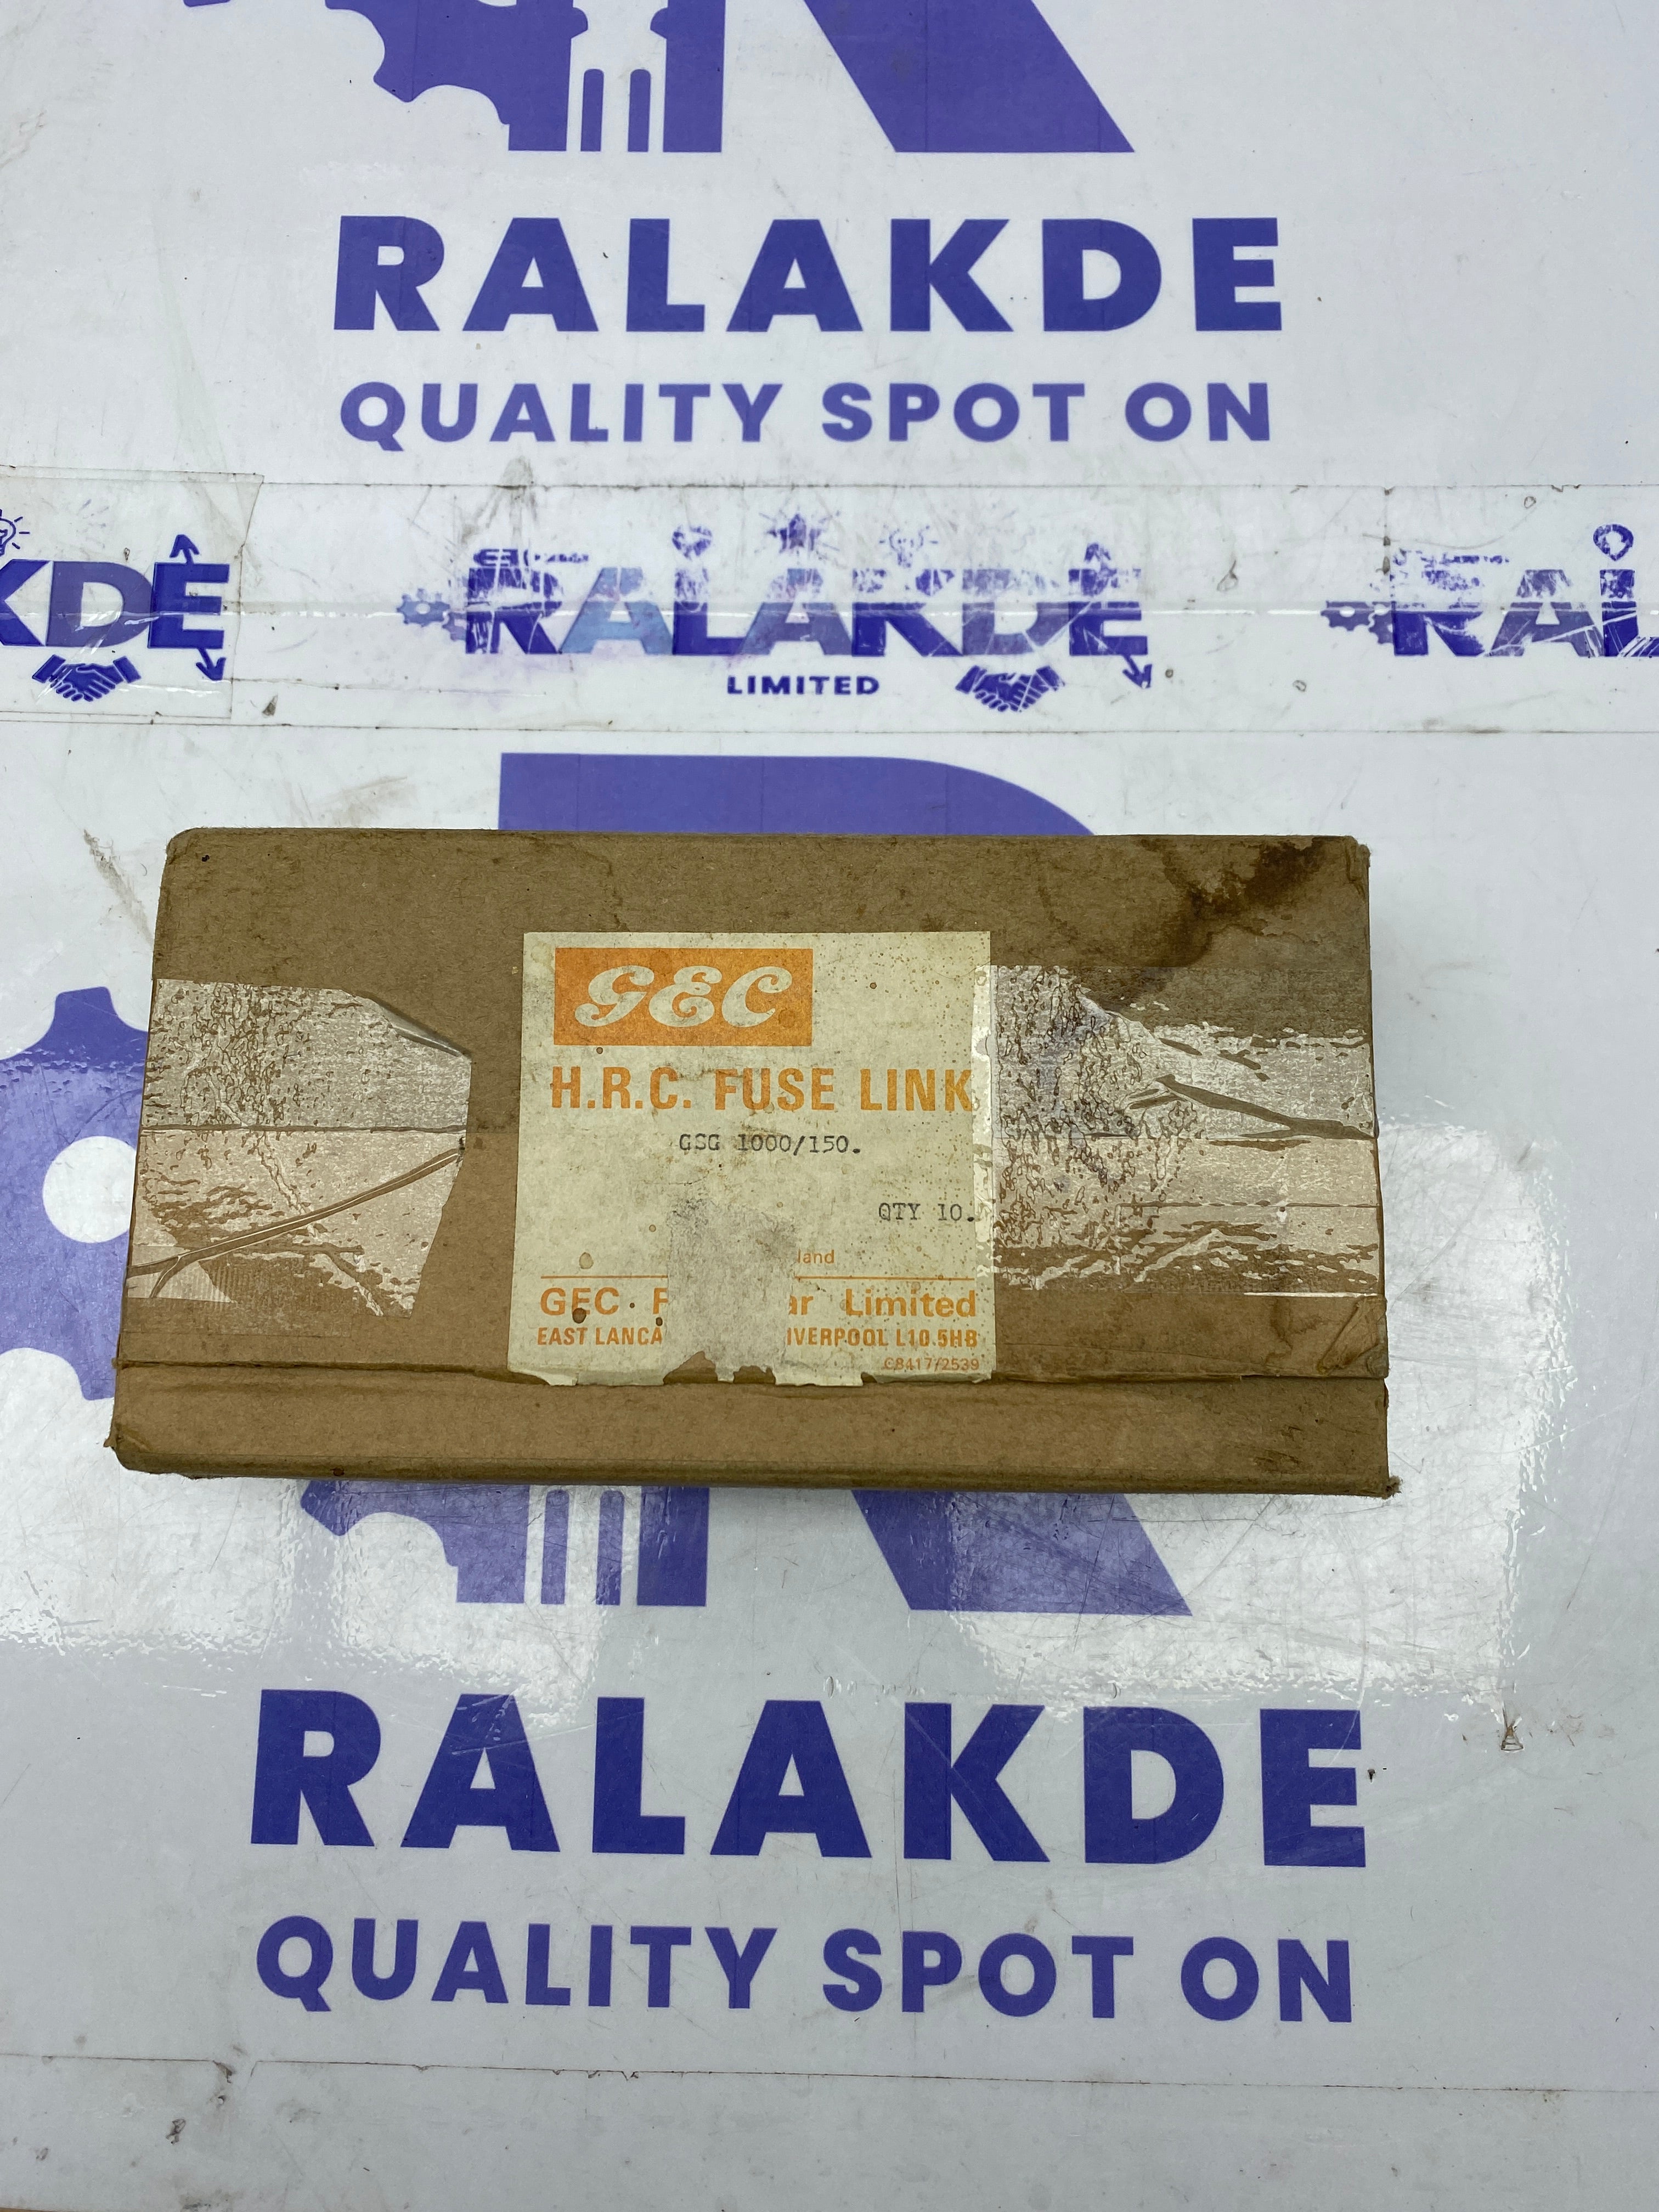 RALAKDE
QUALITY SPOT ON
KDE
RALAKDE
LIMITED
RAL
GEC
H.R.C. FUSE LINK
GSG 1000/150.
QTY 10.
land
GEC F ar Limited
EAST LANCA IVERPOOL L10 5HB
C8417/2539
RALAKDE
QUALITY SPOT ON